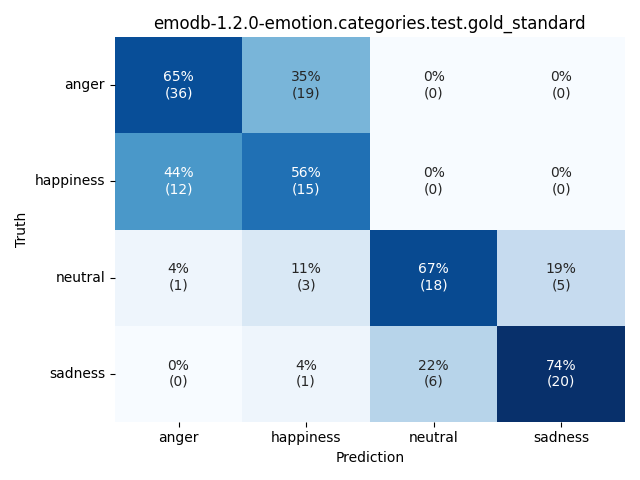 emodb-1.2.0-emotion.categories.test.gold_standard
Truth
anger
65%
(36)
35%
(19)
0%
(0)
0%
(0)
happiness
44%
(12)
56%
(15)
0%
(0)
0%
(0)
neutral
4%
(1)
11%
(3)
67%
(18)
19%
(5)
sadness
0%
(0)
4%
(1)
22%
(6)
74%
(20)
anger
happiness
neutral
sadness
Prediction